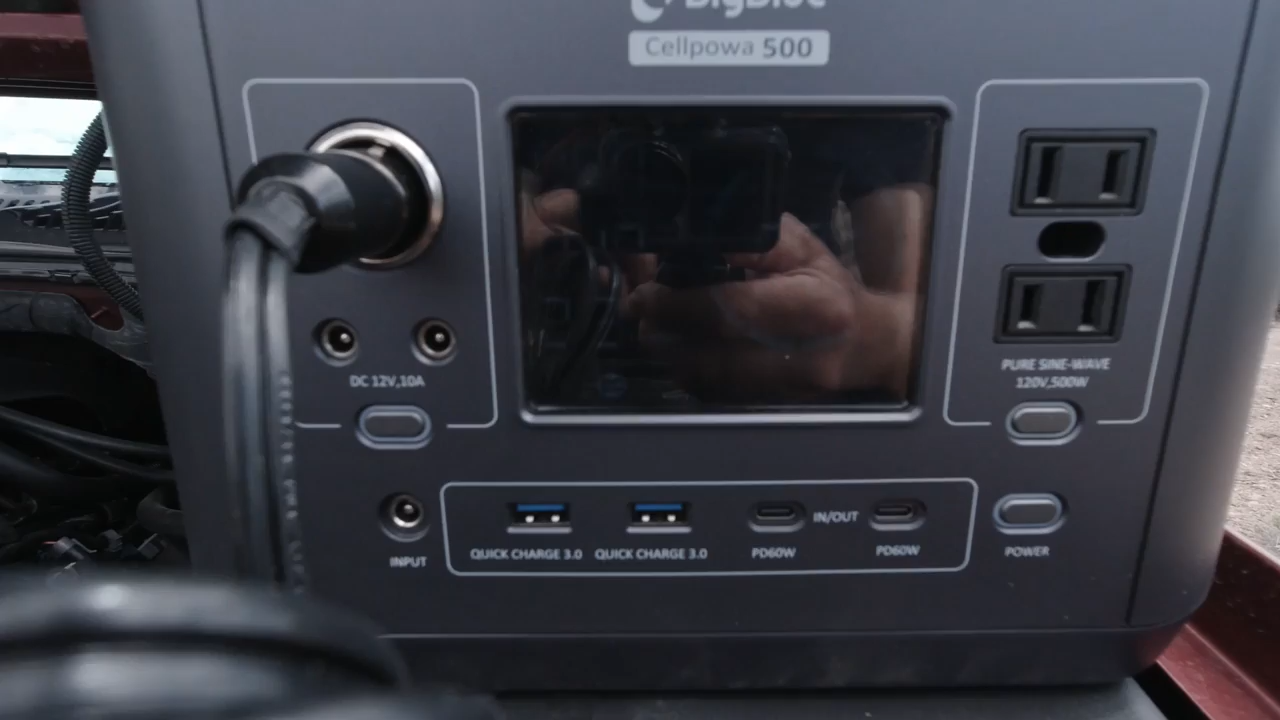 BigBlue
Cellpowa 500
DC 12V,10A
PURE SINE-WAVE
120V,500W
INPUT
QUICK CHARGE 3.0
QUICK CHARGE 3.0
PD60W
IN/OUT
PD60W
POWER